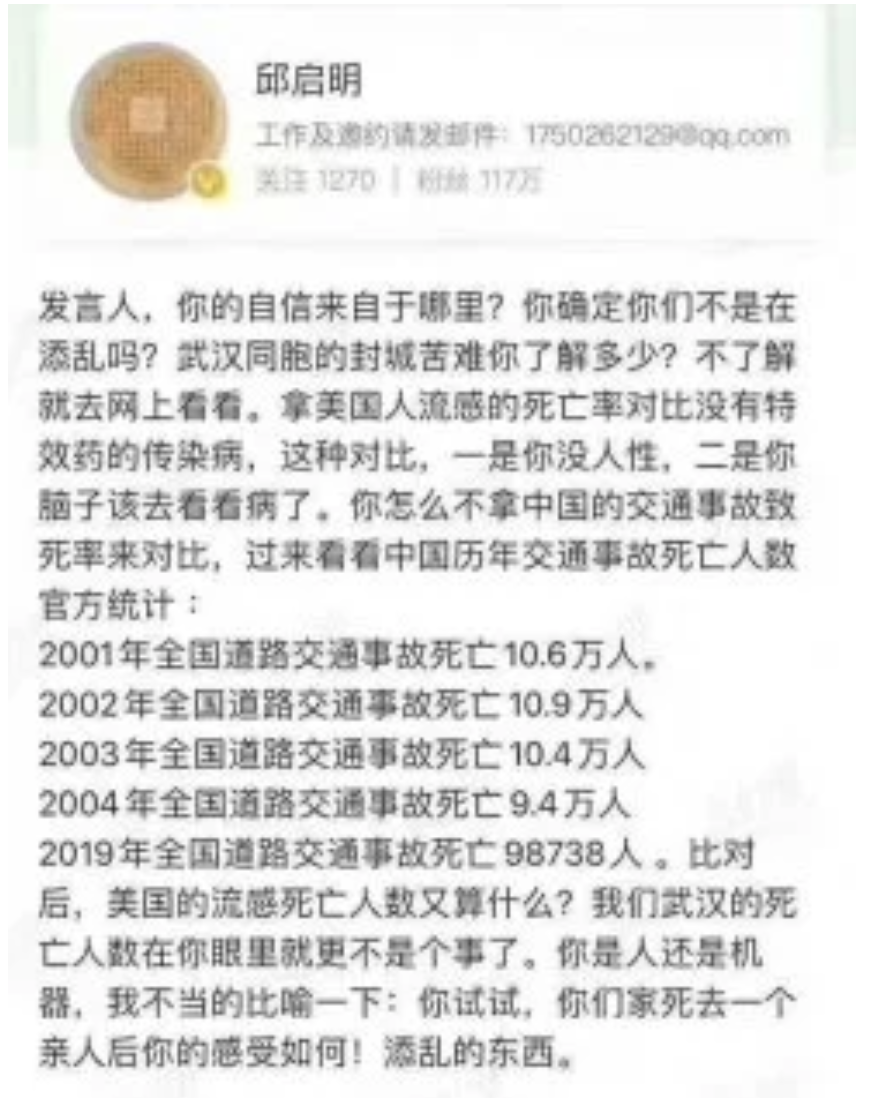 邱启明
工作及邀约请发邮件：1750262129@qq.com
关注 1270 | 粉丝 117万
发言人，你的自信来自于哪里？你确定你们不是在
添乱吗？武汉同胞的封城苦难你了解多少？不了解
就去网上看看。拿美国人流感的死亡率对比没有特
效药的传染病，这种对比，一是你没人性，二是你
脑子该去看看病了。你怎么不拿中国的交通事故致
死率来对比，过来看看中国历年交通事故死亡人数
官方统计：
2001年全国道路交通事故死亡10.6万人。
2002年全国道路交通事故死亡10.9万人
2003年全国道路交通事故死亡10.4万人
2004年全国道路交通事故死亡9.4万人
2019年全国道路交通事故死亡98738人 。比对
后，美国的流感死亡人数又算什么？我们武汉的死
亡人数在你眼里就更不是个事了。你是人还是机
器，我不当的比喻一下：你试试，你们家死去一个
亲人后你的感受如何！添乱的东西。